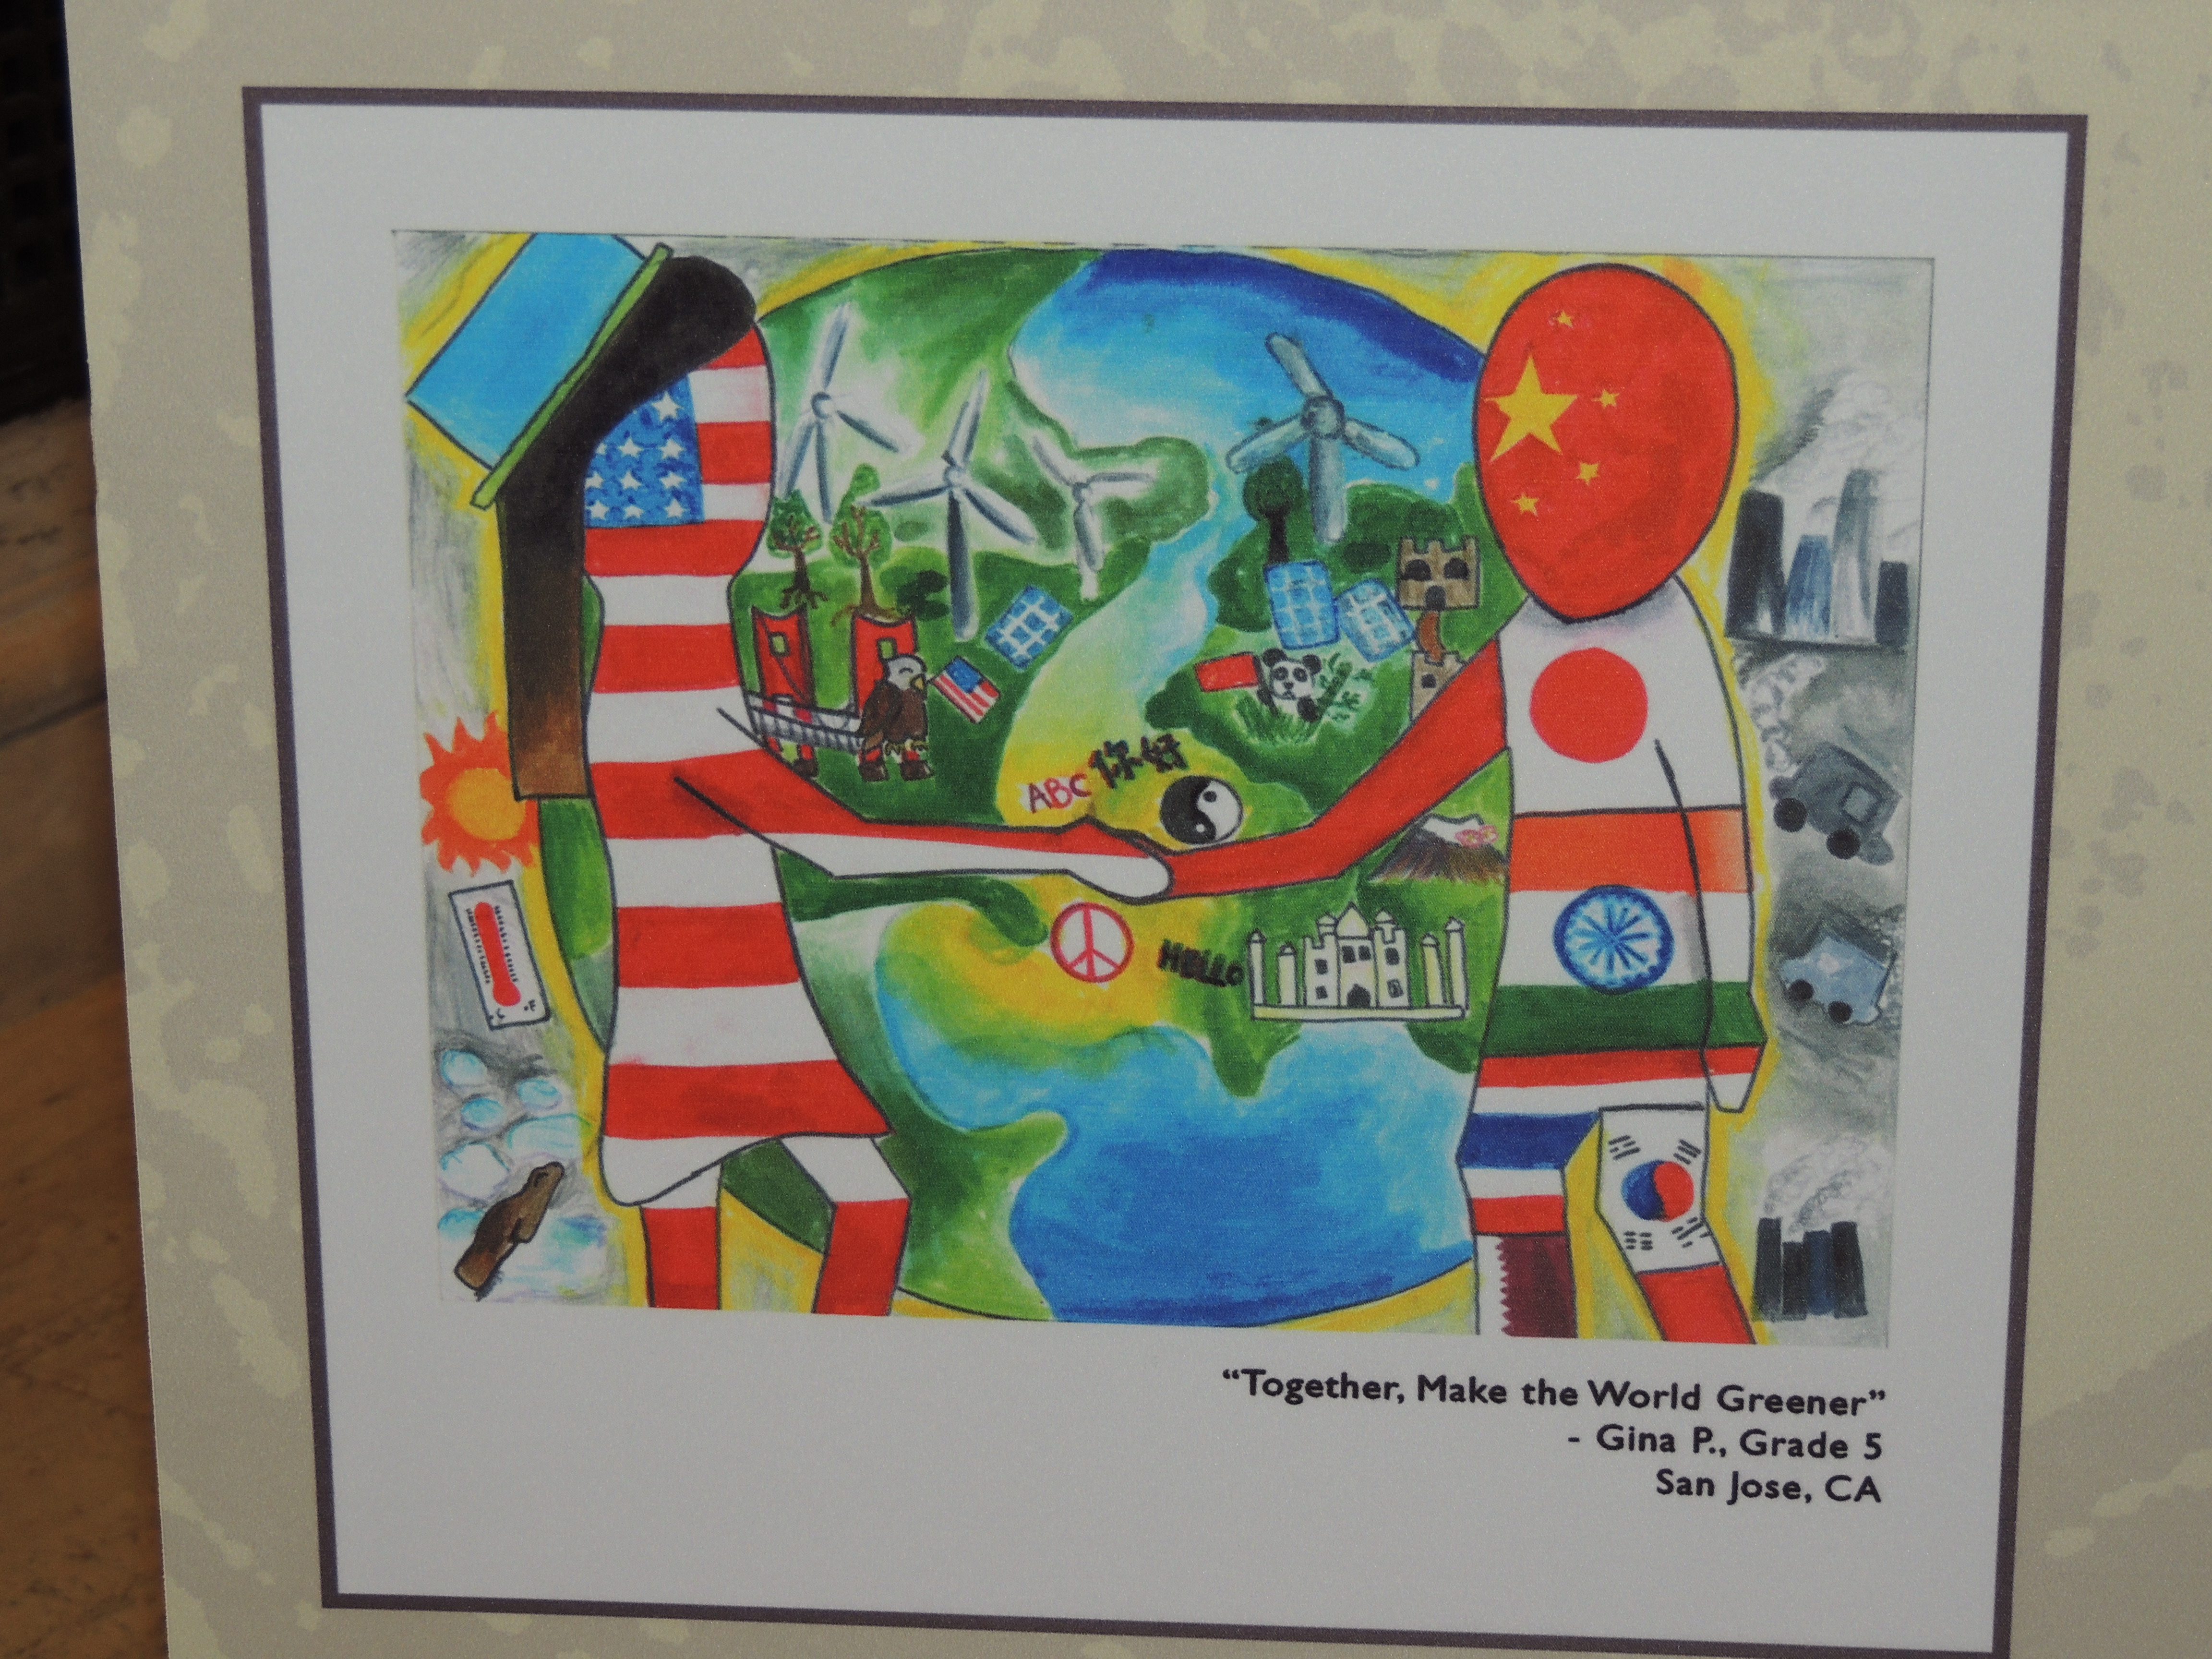 ABC 你好
HELLO
°F
“Together, Make the World Greener”
- Gina P., Grade 5
San Jose, CA